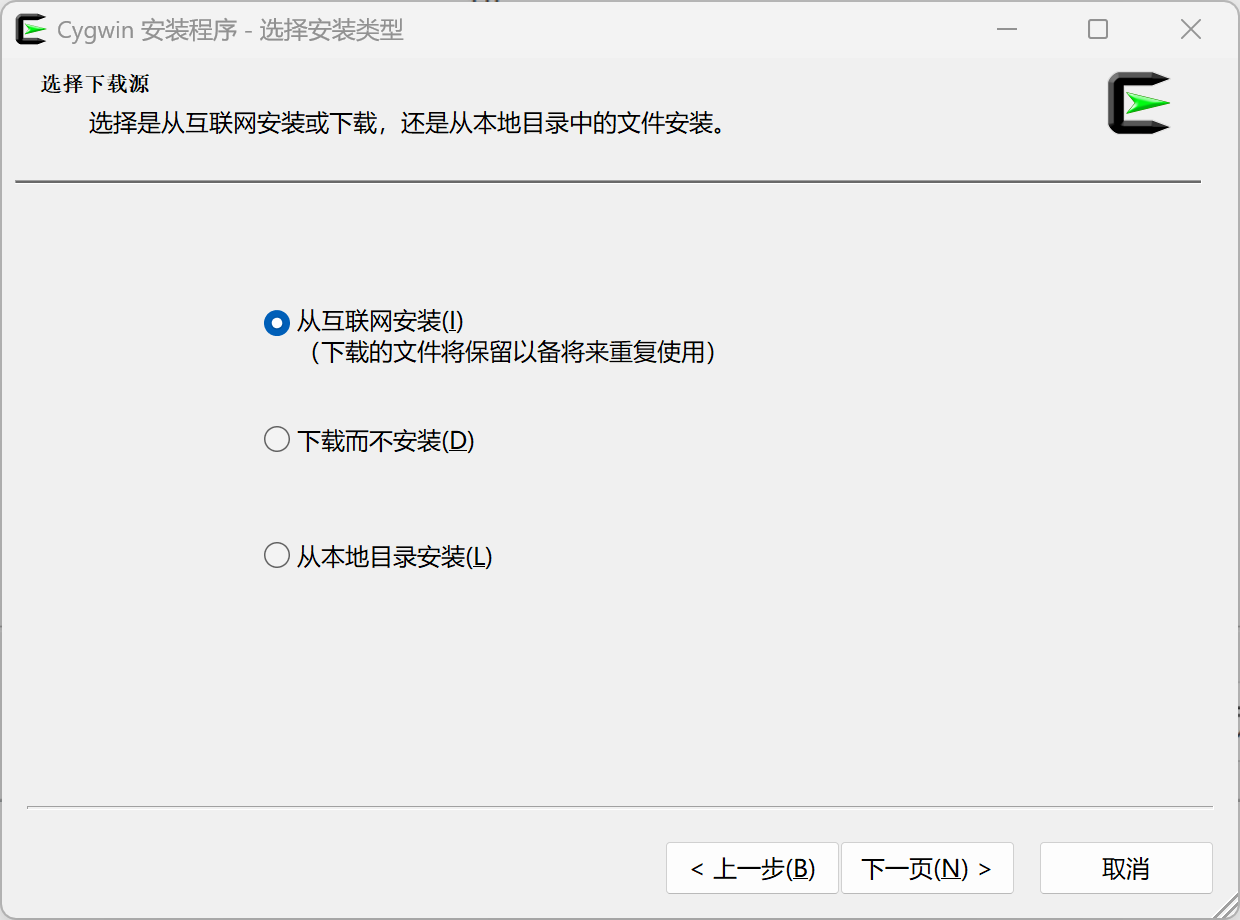 Cygwin 安装程序 - 选择安装类型
选择下载源
选择是从互联网安装或下载，还是从本地目录中的文件安装。
从互联网安装(I)
（下载的文件将保留以备将来重复使用）
下载而不安装(D)
从本地目录安装(L)
< 上一步(B)
下一页(N) >
取消